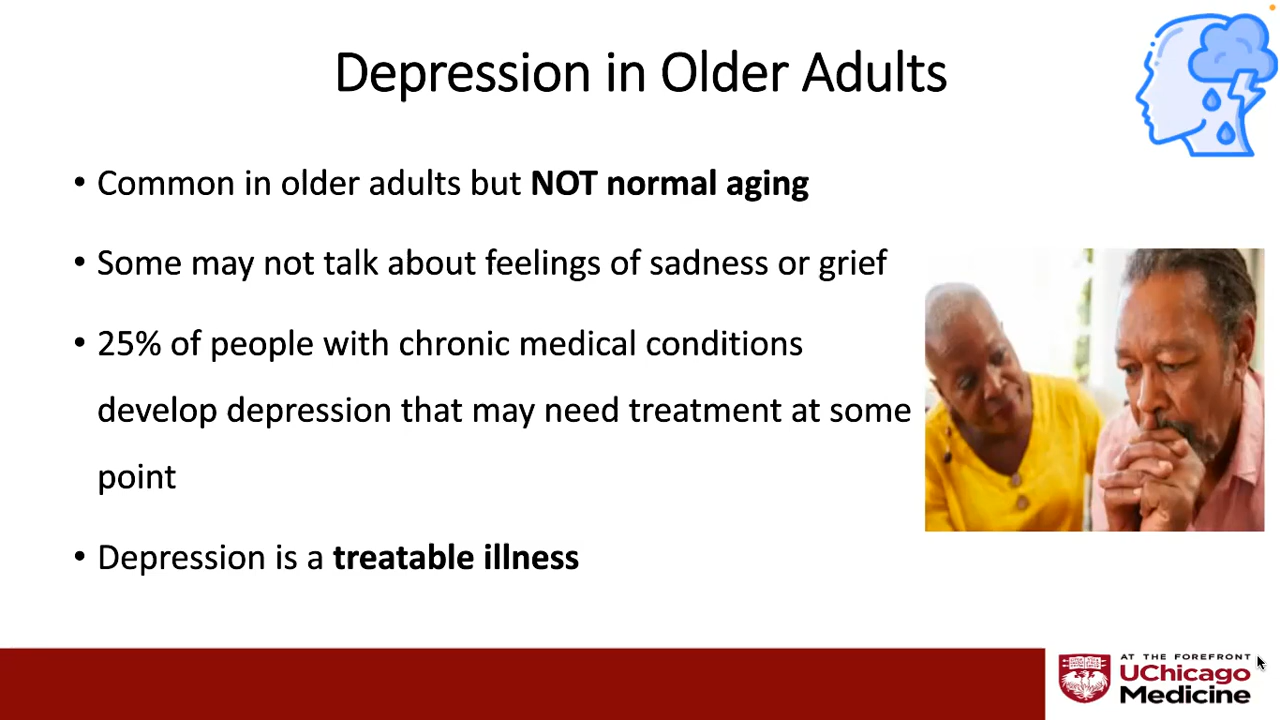 Depression in Older Adults
• Common in older adults but NOT normal aging
• Some may not talk about feelings of sadness or grief
• 25% of people with chronic medical conditions
develop depression that may need treatment at some
point
• Depression is a treatable illness
AT THE FOREFRONT
UChicago
Medicine